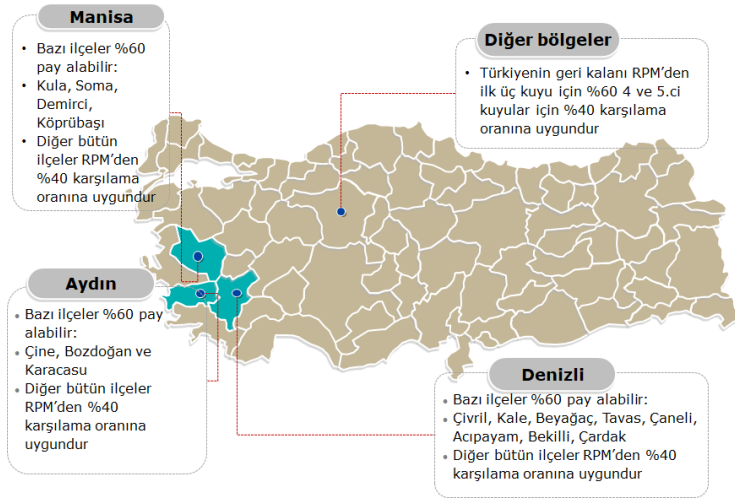 Manisa
• Bazı ilçeler %60
pay alabilir:
• Kula, Soma,
Demirci,
Köprübaşı
• Diğer bütün
ilçeler RPM’den
%40 karşılama
oranına uygundur
Diğer bölgeler
• Türkiyenin geri kalanı RPM’den
ilk üç kuyu için %60 4 ve 5.ci
kuyular için %40 karşılama
oranına uygundur
Aydın
• Bazı ilçeler %60 pay
alabilir:
• Çine, Bozdoğan ve
Karacasu
• Diğer bütün ilçeler
RPM’den %40
karşılama oranına
uygundur
Denizli
• Bazı ilçeler %60 pay alabilir:
• Çivril, Kale, Beyağaç, Tavas, Çaneli,
Acıpayam, Bekilli, Çardak
• Diğer bütün ilçeler RPM’den %40
karşılama oranına uygundur